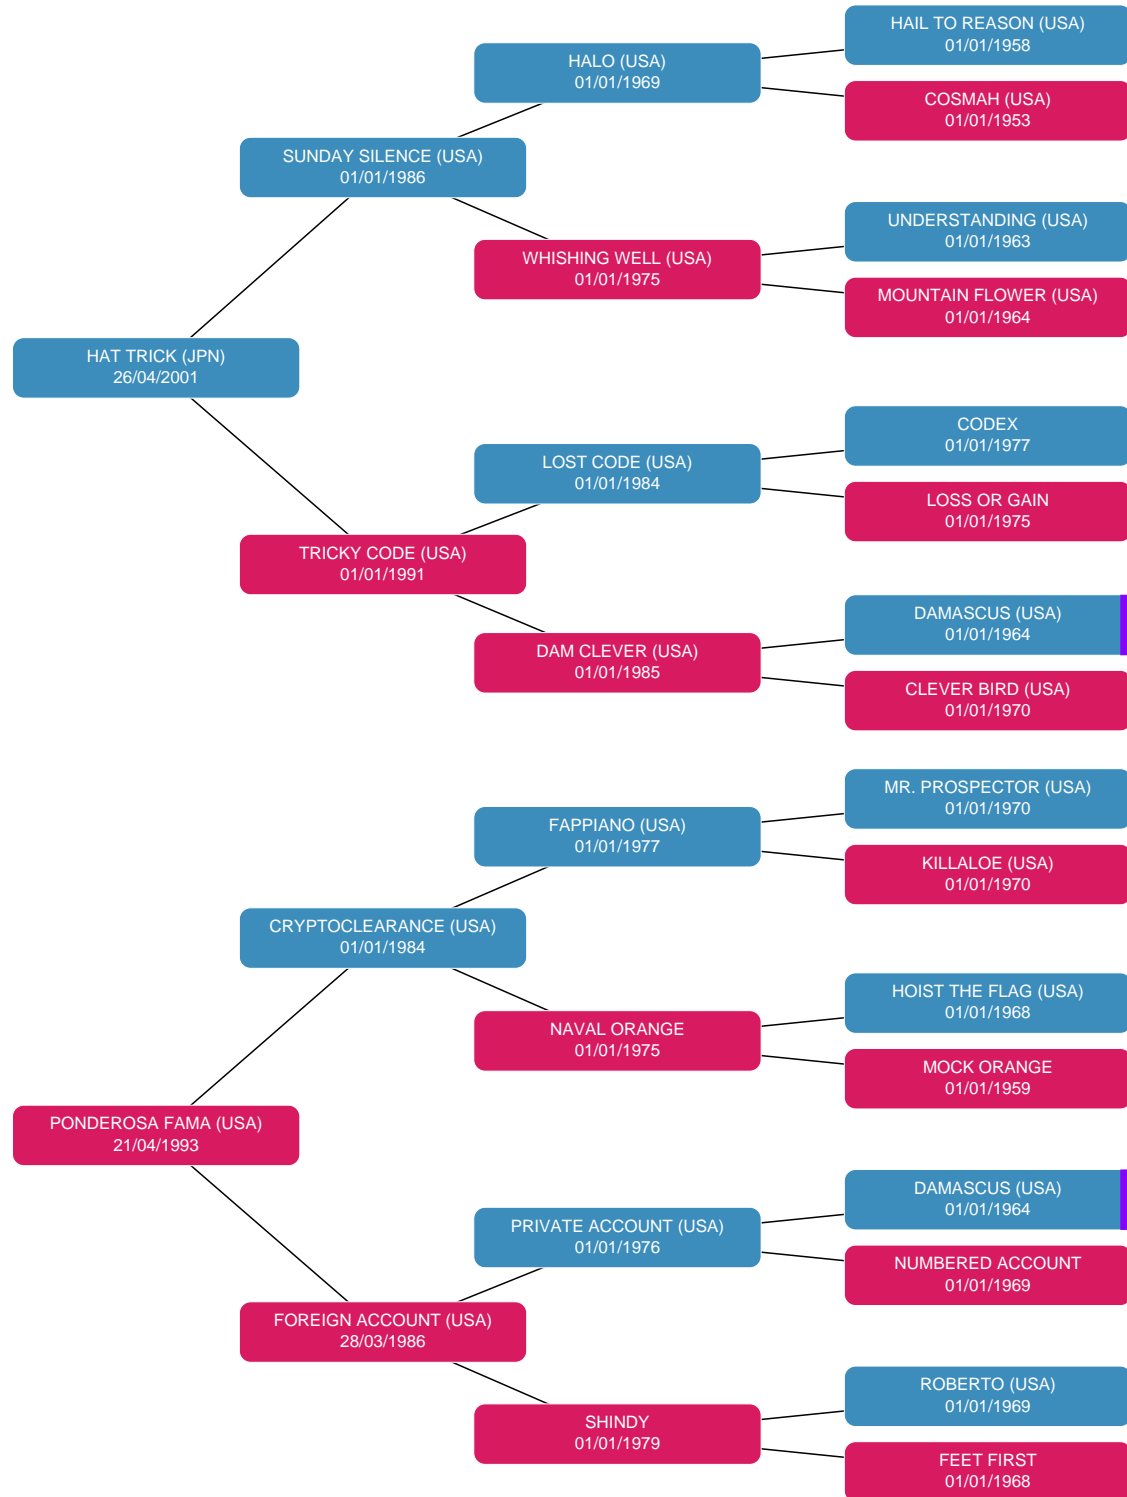 HAIL TO REASON (USA)
01/01/1958
HALO (USA)
01/01/1969
COSMAH (USA)
01/01/1953
SUNDAY SILENCE (USA)
01/01/1986
UNDERSTANDING (USA)
01/01/1963
WHISHING WELL (USA)
01/01/1975
MOUNTAIN FLOWER (USA)
01/01/1964
HAT TRICK (JPN)
26/04/2001
CODEX
01/01/1977
LOST CODE (USA)
01/01/1984
LOSS OR GAIN
01/01/1975
TRICKY CODE (USA)
01/01/1991
DAMASCUS (USA)
01/01/1964
DAM CLEVER (USA)
01/01/1985
CLEVER BIRD (USA)
01/01/1970
MR. PROSPECTOR (USA)
01/01/1970
FAPPIANO (USA)
01/01/1977
KILLALOE (USA)
01/01/1970
CRYPTOCLEARANCE (USA)
01/01/1984
HOIST THE FLAG (USA)
01/01/1968
NAVAL ORANGE
01/01/1975
MOCK ORANGE
01/01/1959
PONDEROSA FAMA (USA)
21/04/1993
DAMASCUS (USA)
01/01/1964
PRIVATE ACCOUNT (USA)
01/01/1976
NUMBERED ACCOUNT
01/01/1969
FOREIGN ACCOUNT (USA)
28/03/1986
ROBERTO (USA)
01/01/1969
SHINDY
01/01/1979
FEET FIRST
01/01/1968